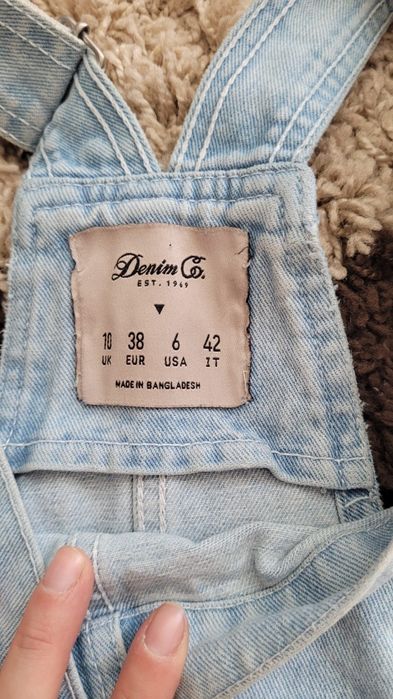 Denim Co.
EST. 1969
10 38 6 42
UK EUR USA IT
MADE IN BANGLADESH